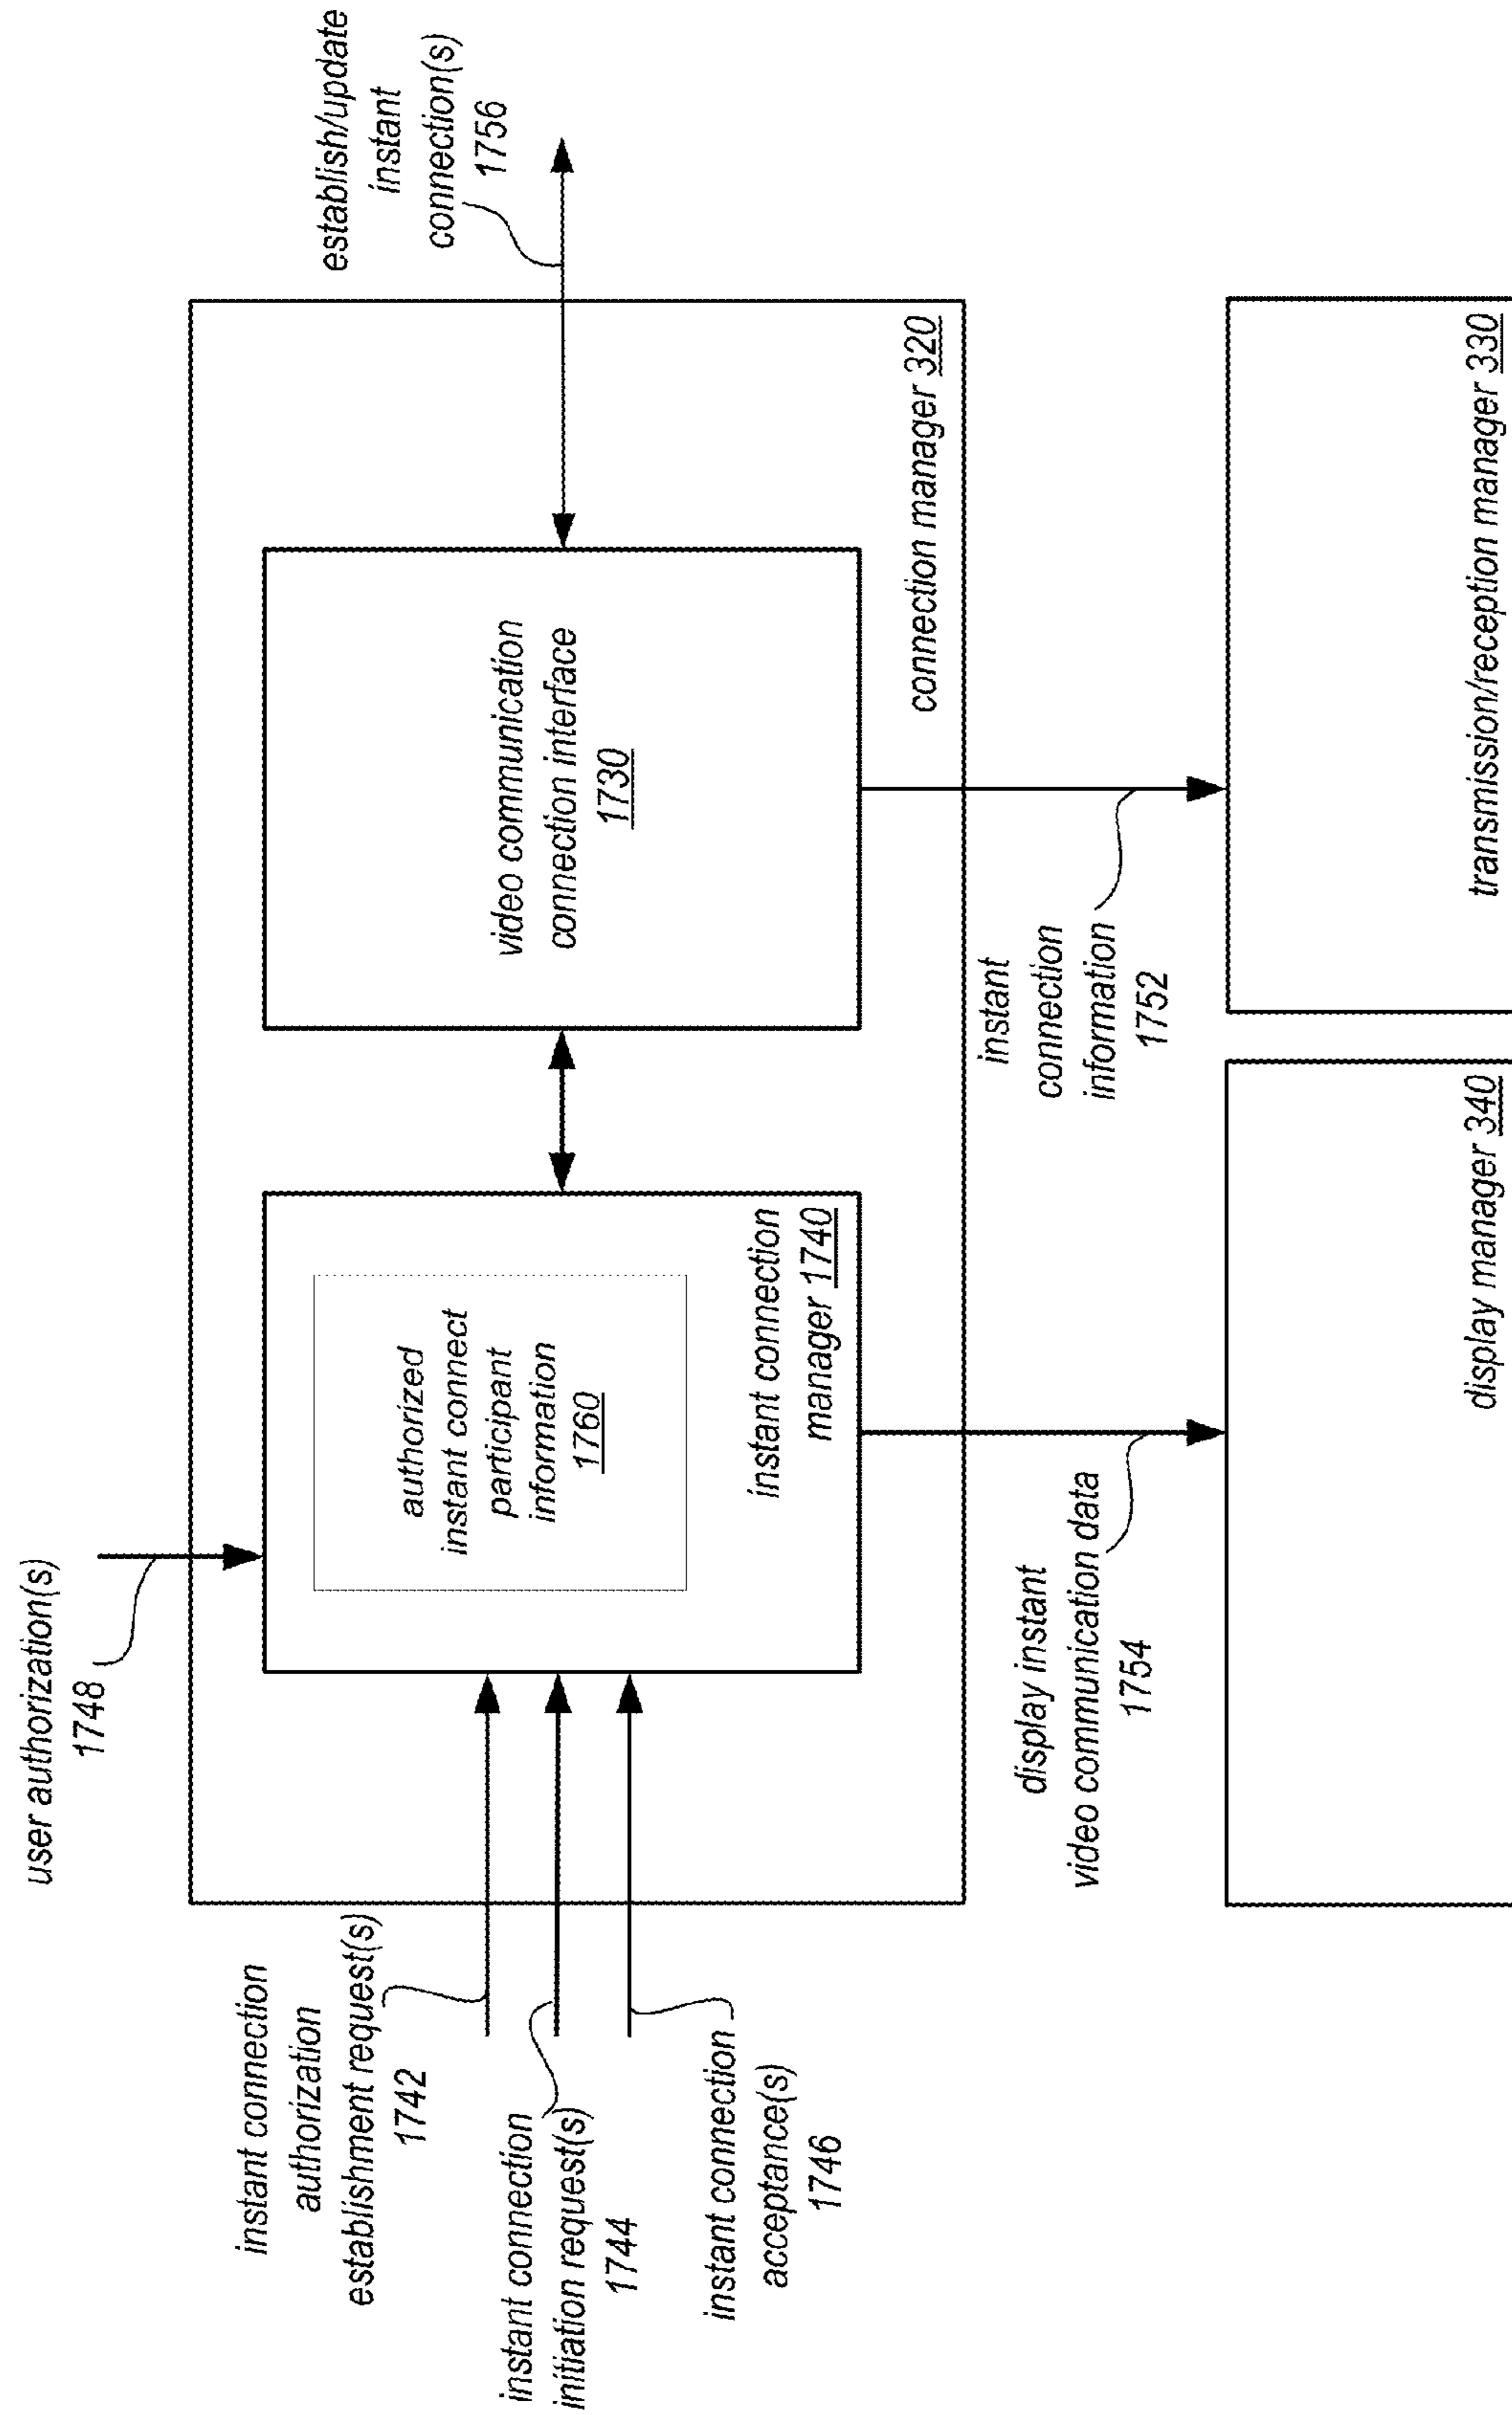 user authorization(s)
1748
establish/update
instant
connection(s)
1756
instant connection
authorization
establishment request(s)
1742
instant connection
initiation request(s)
1744
instant connection
acceptance(s)
1746
authorized
instant connect
participant
information
1760
instant connection
manager 1740
video communication
connection interface
1730
connection manager 320
display instant
video communication data
1754
instant
connection
information
1752
display manager 340
transmission/reception manager 330